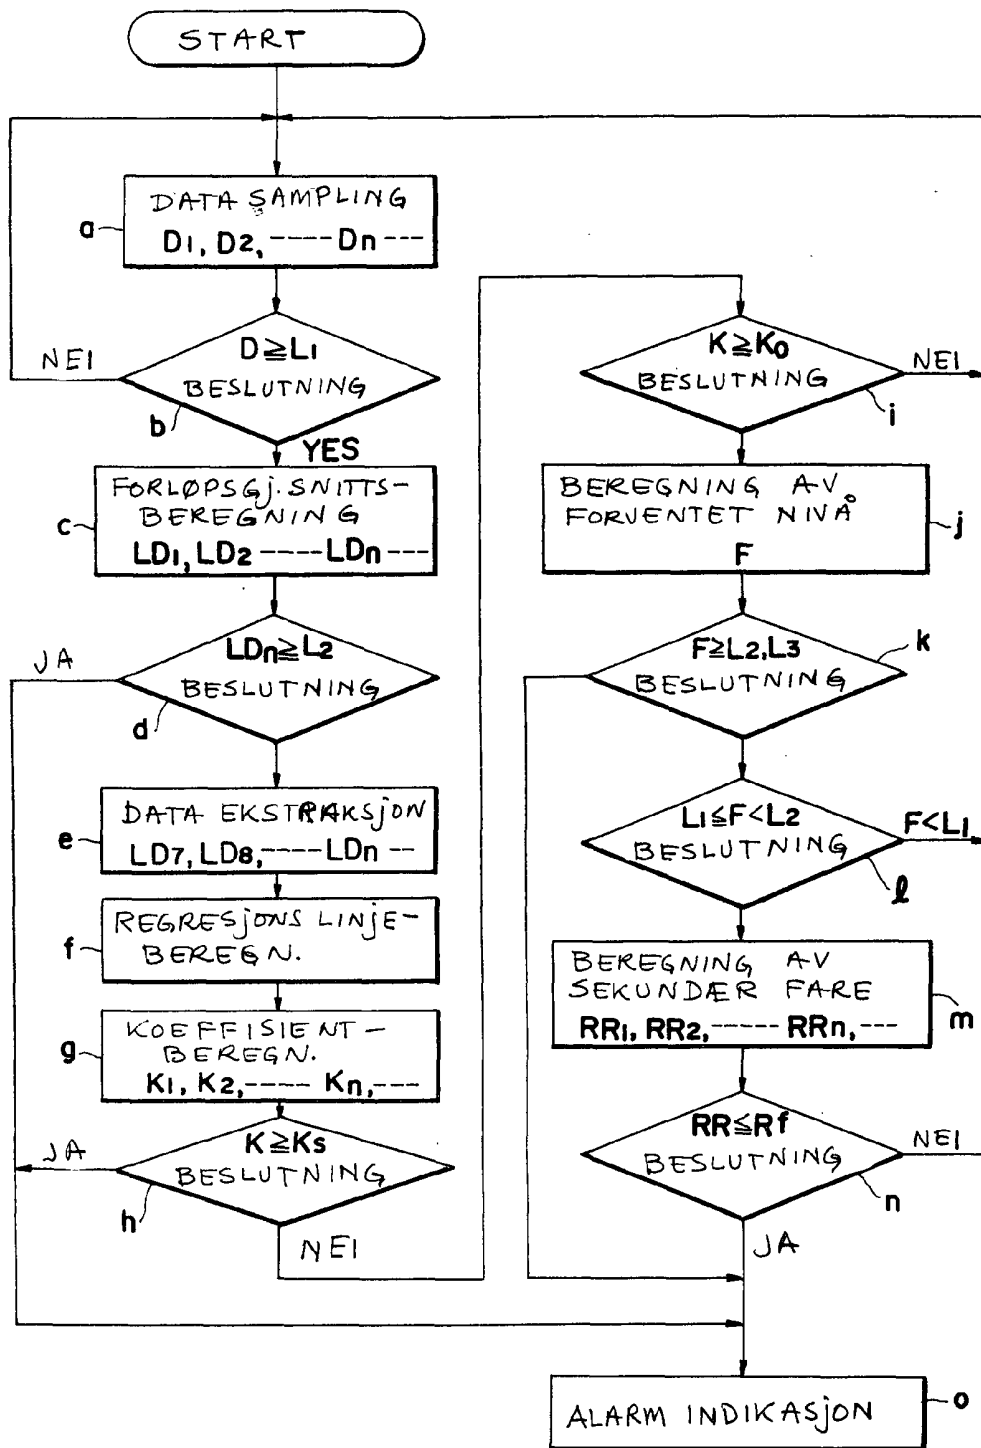 START
DATA SAMPLING
a
D1, D2, ----- Dn ---
D≧L1
NEI
BESLUTNING
b
YES
FORLØPSGJ.SNITTS-
BEREGNING
c
LD1, LD2 ---- LDn ---
LDn≧L2
JA
BESLUTNING
d
DATA EKSTRAKSJON
e
LD7, LD8, ---- LDn --
REGRESJONS LINJE-
f
BEREGN.
KOEFFISIENT-
g
BEREGN.
K1, K2, ----- Kn, ---
K≧Ks
JA
BESLUTNING
h
NEI
K≧K0
NEI
BESLUTNING
i
BEREGNING AV
FORVENTET NIVÅ
j
F
F≧L2, L3
k
BESLUTNING
L1≦F<L2
F<L1
BESLUTNING
l
BEREGNING AV
SEKUNDÆR FARE
m
RR1, RR2, ----- RRn, ---
RR≦Rf
NEI
BESLUTNING
n
JA
ALARM INDIKASJON
o